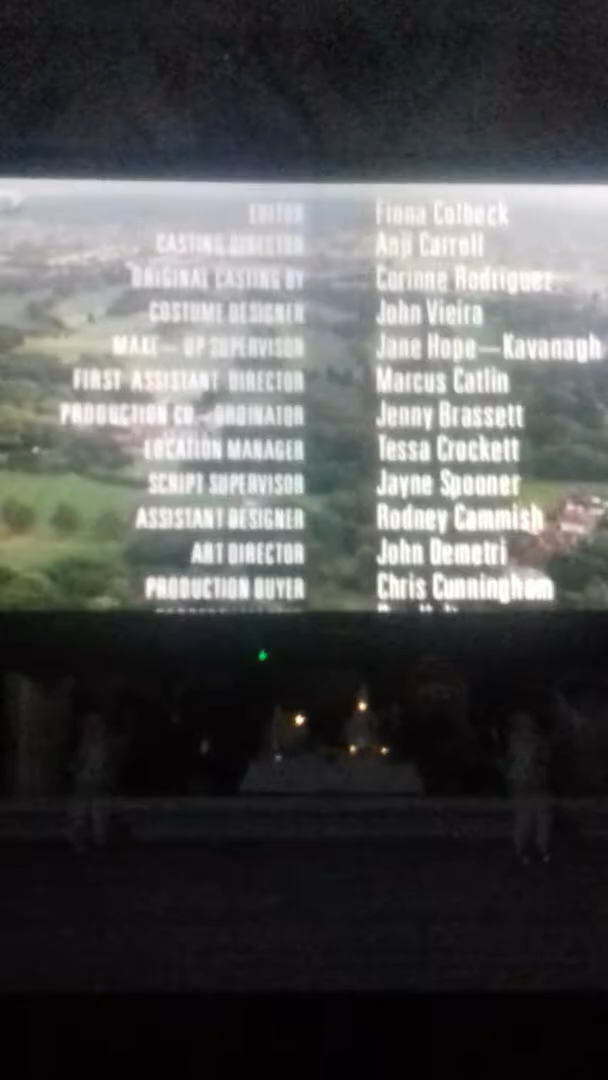 EDITOR Fiona Colbeck
CASTING DIRECTOR Anji Carroll
ORIGINAL CASTING BY Corinne Rodriguez
COSTUME DESIGNER John Vieira
MAKE—UP SUPERVISOR Jane Hope—Kavanagh
FIRST ASSISTANT DIRECTOR Marcus Catlin
PRODUCTION CO-ORDINATOR Jenny Brassett
LOCATION MANAGER Tessa Crockett
SCRIPT SUPERVISOR Jayne Spooner
ASSISTANT DESIGNER Rodney Cammish
ART DIRECTOR John Demetri
PRODUCTION BUYER Chris Cunningham